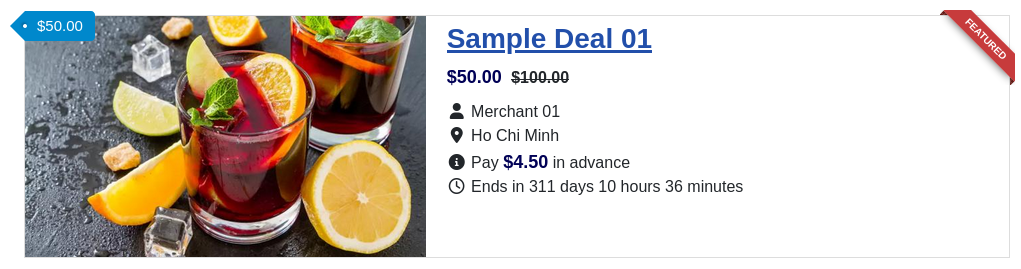 $50.00
Sample Deal 01
FEATURED
$50.00 $100.00
Merchant 01
Ho Chi Minh
Pay $4.50 in advance
Ends in 311 days 10 hours 36 minutes